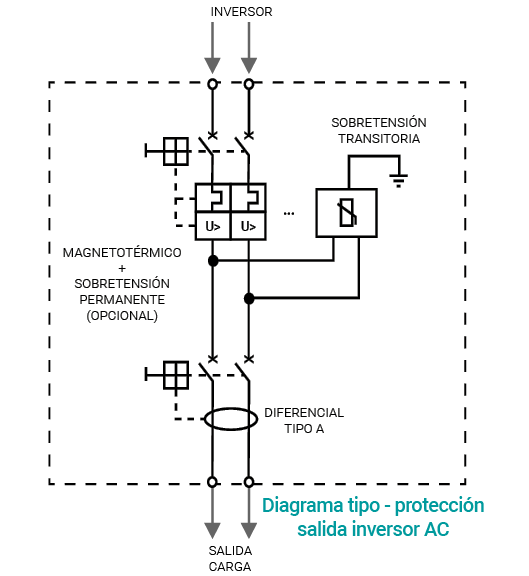 INVERSOR
SOBRETENSIÓN
TRANSITORIA
U>
U>
...
MAGNETOTÉRMICO
+
SOBRETENSIÓN
PERMANENTE
(OPCIONAL)
DIFERENCIAL
TIPO A
Diagrama tipo - protección
salida inversor AC
SALIDA
CARGA